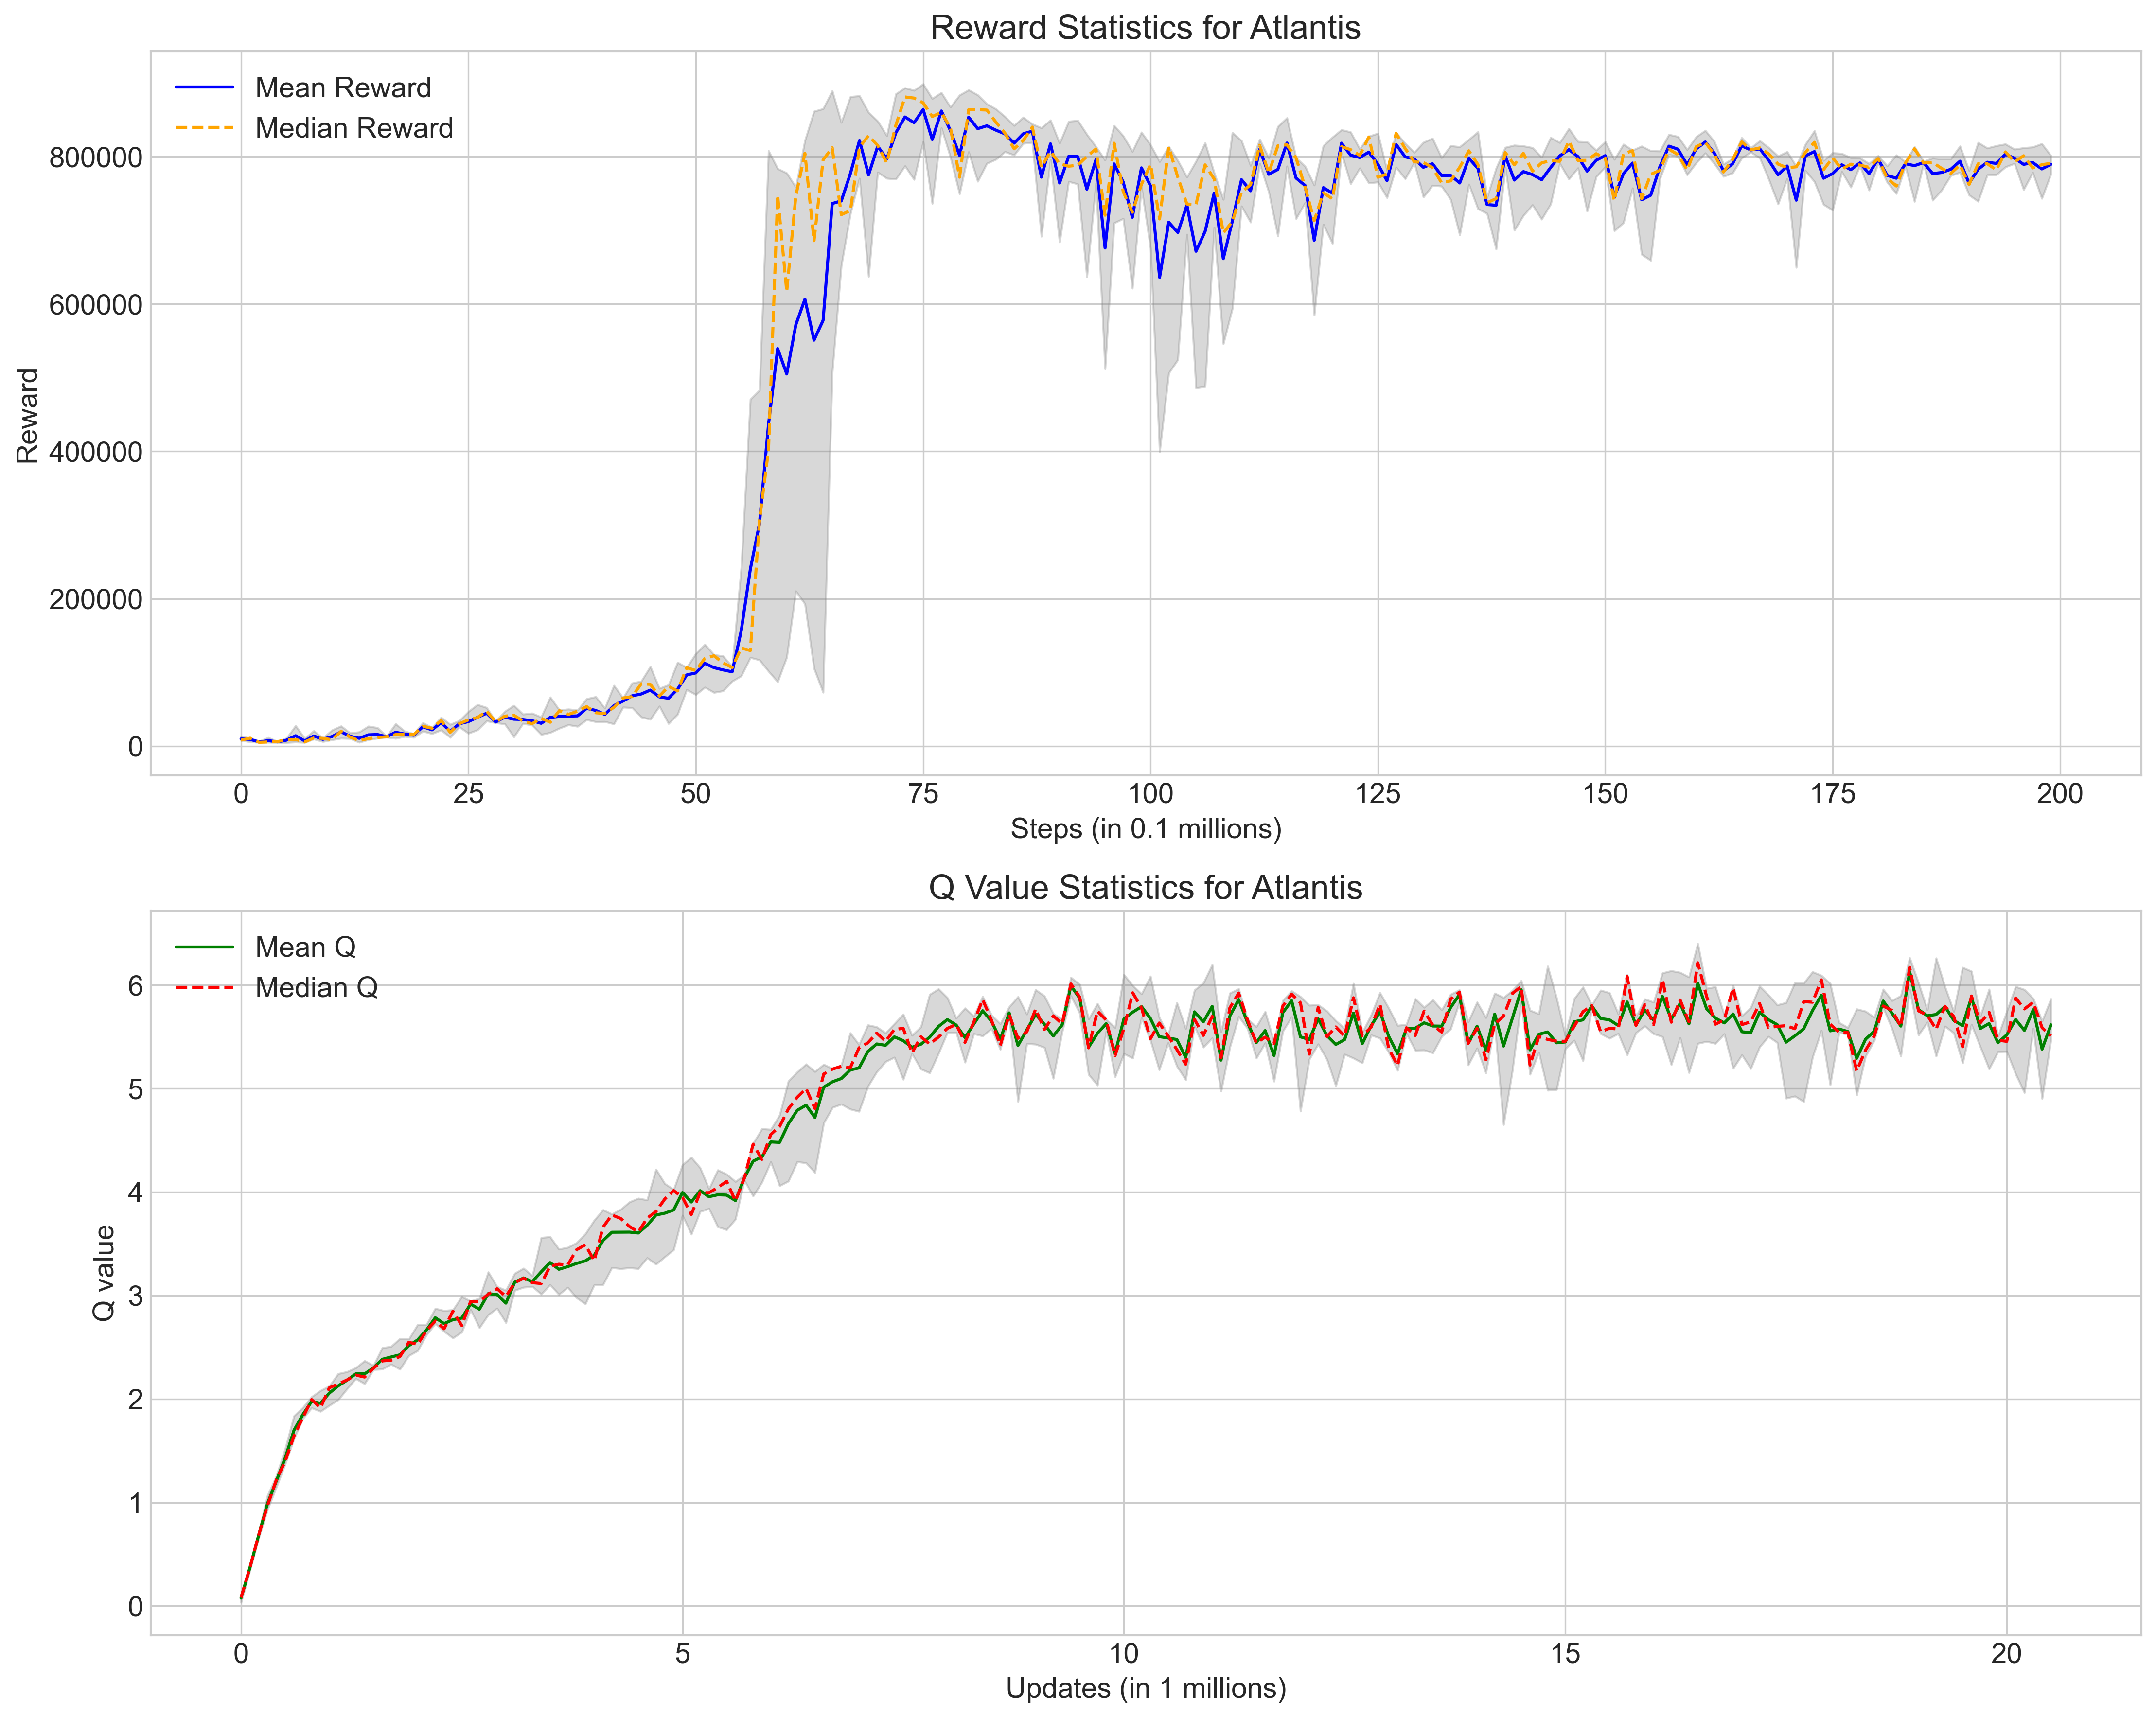 Reward Statistics for Atlantis
Mean Reward
Median Reward
800000
600000
400000
200000
0
Reward
0 25 50 75 100 125 150 175 200
Steps (in 0.1 millions)
Q Value Statistics for Atlantis
Mean Q
Median Q
6
5
4
3
2
1
0
Q value
0 5 10 15 20
Updates (in 1 millions)